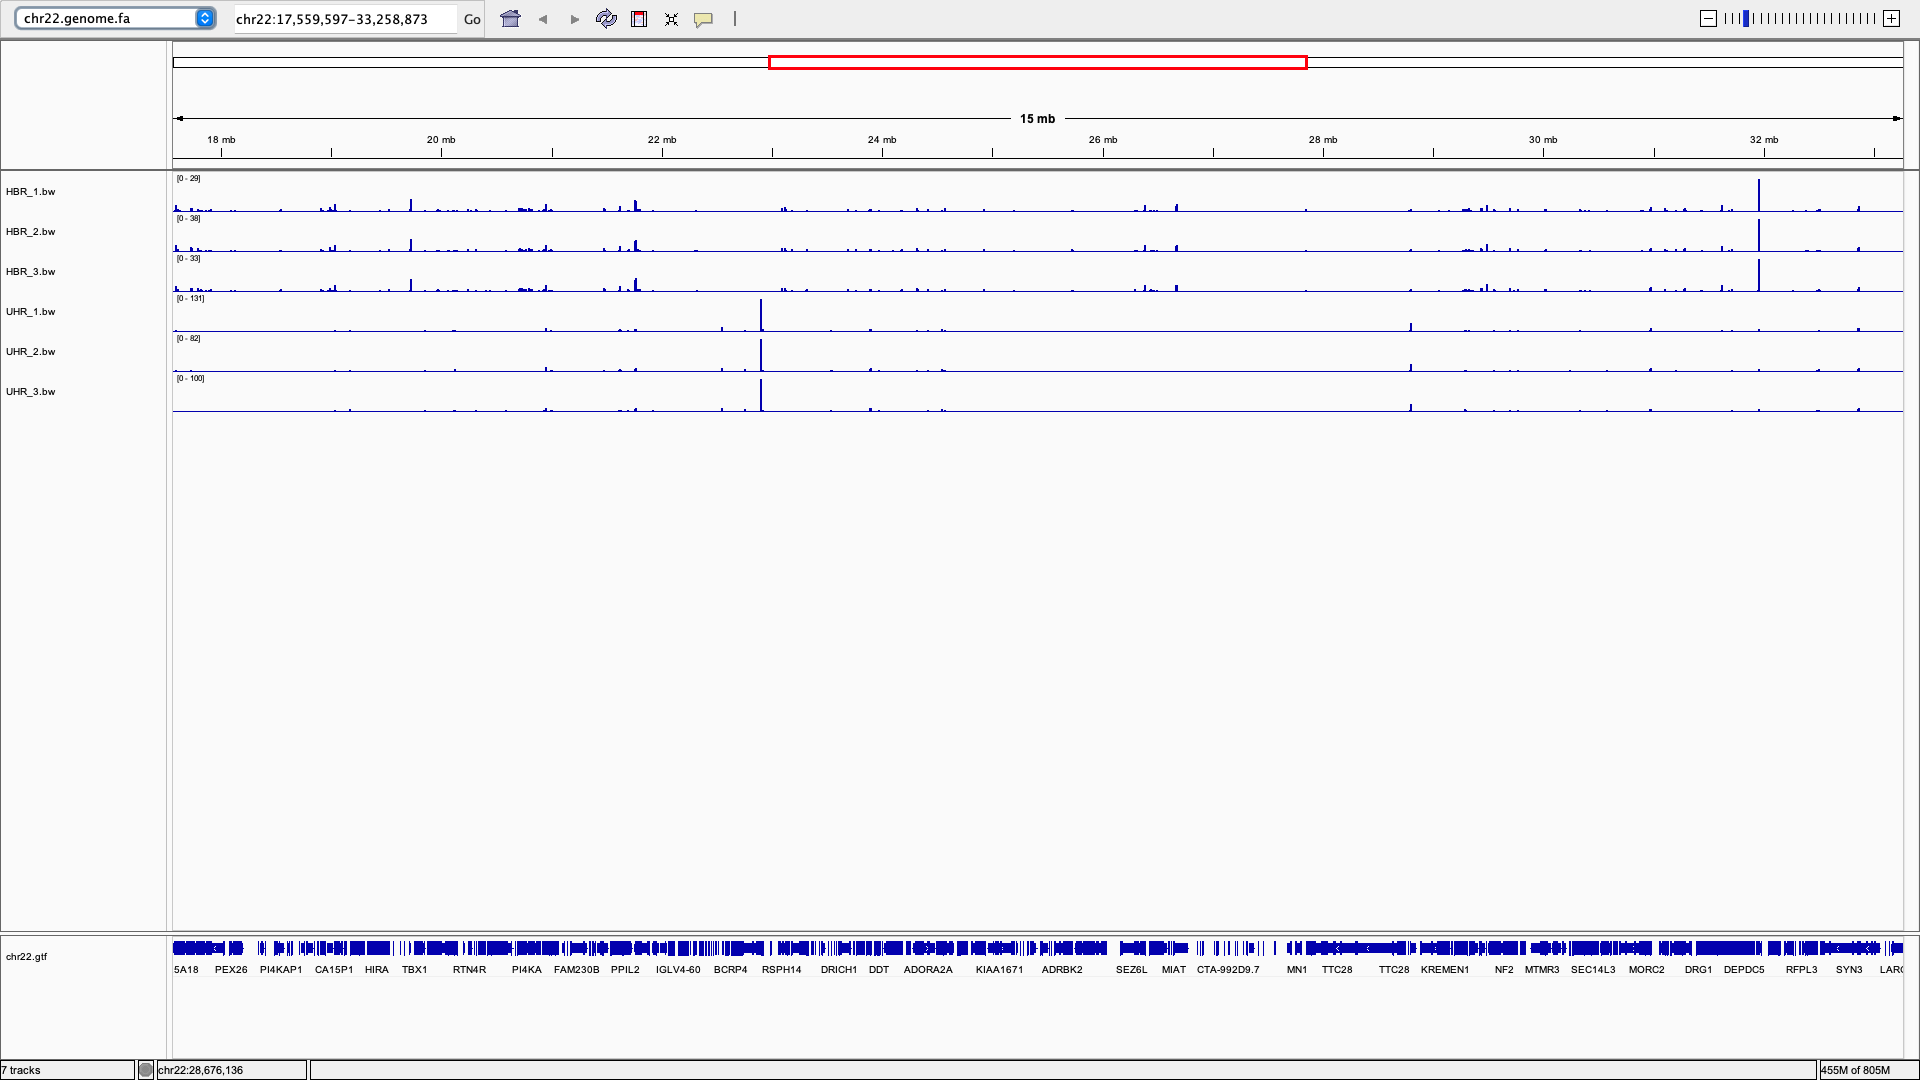 chr22.genome.fa
chr22:17,559,597-33,258,873 Go
15 mb
18 mb 20 mb 22 mb 24 mb 26 mb 28 mb 30 mb 32 mb
[0 - 29]
HBR_1.bw
[0 - 38]
HBR_2.bw
[0 - 33]
HBR_3.bw
[0 - 131]
UHR_1.bw
[0 - 82]
UHR_2.bw
[0 - 100]
UHR_3.bw
chr22.gtf
5A18 PEX26 PI4KAP1 CA15P1 HIRA TBX1 RTN4R PI4KA FAM230B PPIL2 IGLV4-60 BCRP4 RSPH14 DRICH1 DDT ADORA2A KIAA1671 ADRBK2 SEZ6L MIAT CTA-992D9.7 MN1 TTC28 TTC28 KREMEN1 NF2 MTMR3 SEC14L3 MORC2 DRG1 DEPDC5 RFPL3 SYN3 LARG
7 tracks chr22:28,676,136 455M of 805M